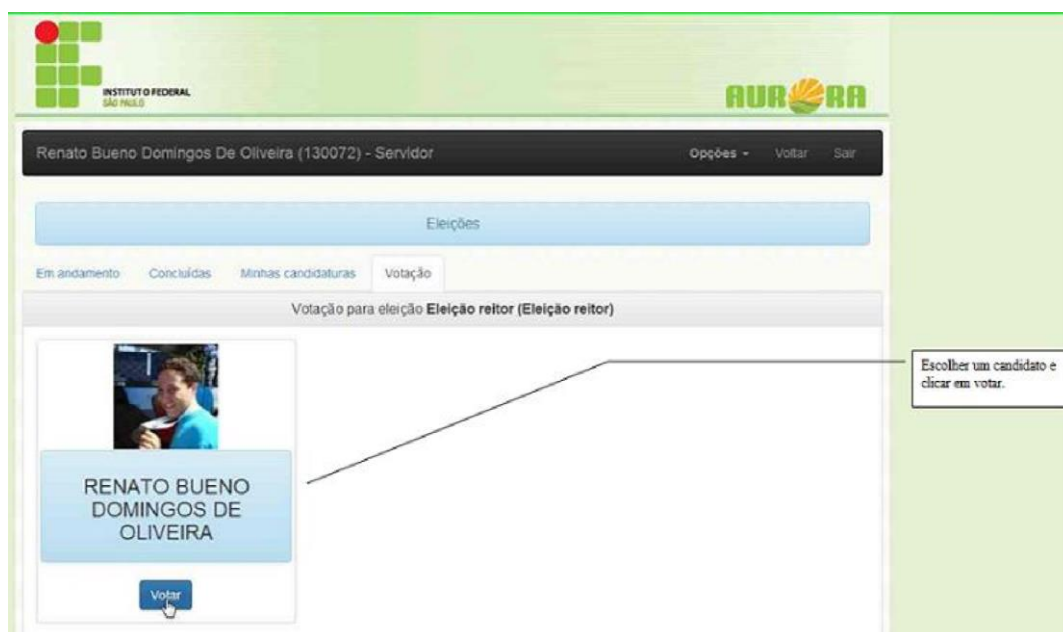 INSTITUTO FEDERAL
SÃO PAULO
AURORA
Renato Bueno Domingos De Oliveira (130072) - Servidor
Opções
Voltar
Sair
Eleições
Em andamento
Concluídas
Minhas candidaturas
Votação
Votação para eleição Eleição reitor (Eleição reitor)
RENATO BUENO
DOMINGOS DE
OLIVEIRA
Votar
Escolher um candidato e
clicar em votar.